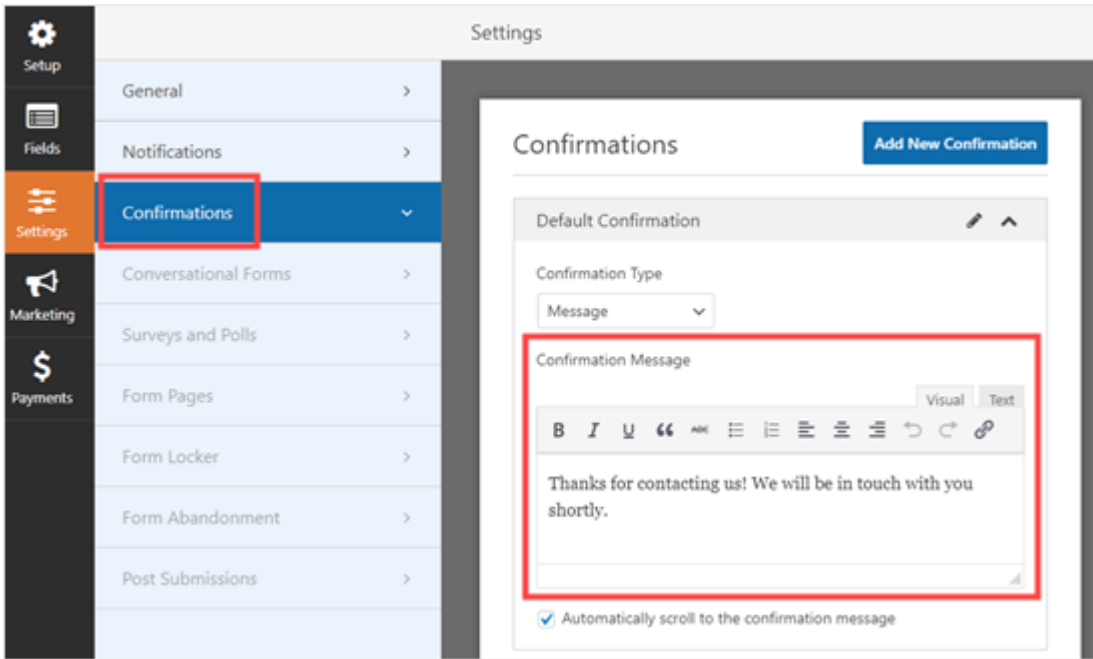 Setup
Fields
Settings
Marketing
Payments
Settings
General
Notifications
Confirmations
Conversational Forms
Surveys and Polls
Form Pages
Form Locker
Form Abandonment
Post Submissions
Confirmations
Add New Confirmation
Default Confirmation
Confirmation Type
Message
Confirmation Message
Visual Text
B I U ABC
Thanks for contacting us! We will be in touch with you
shortly.
Automatically scroll to the confirmation message